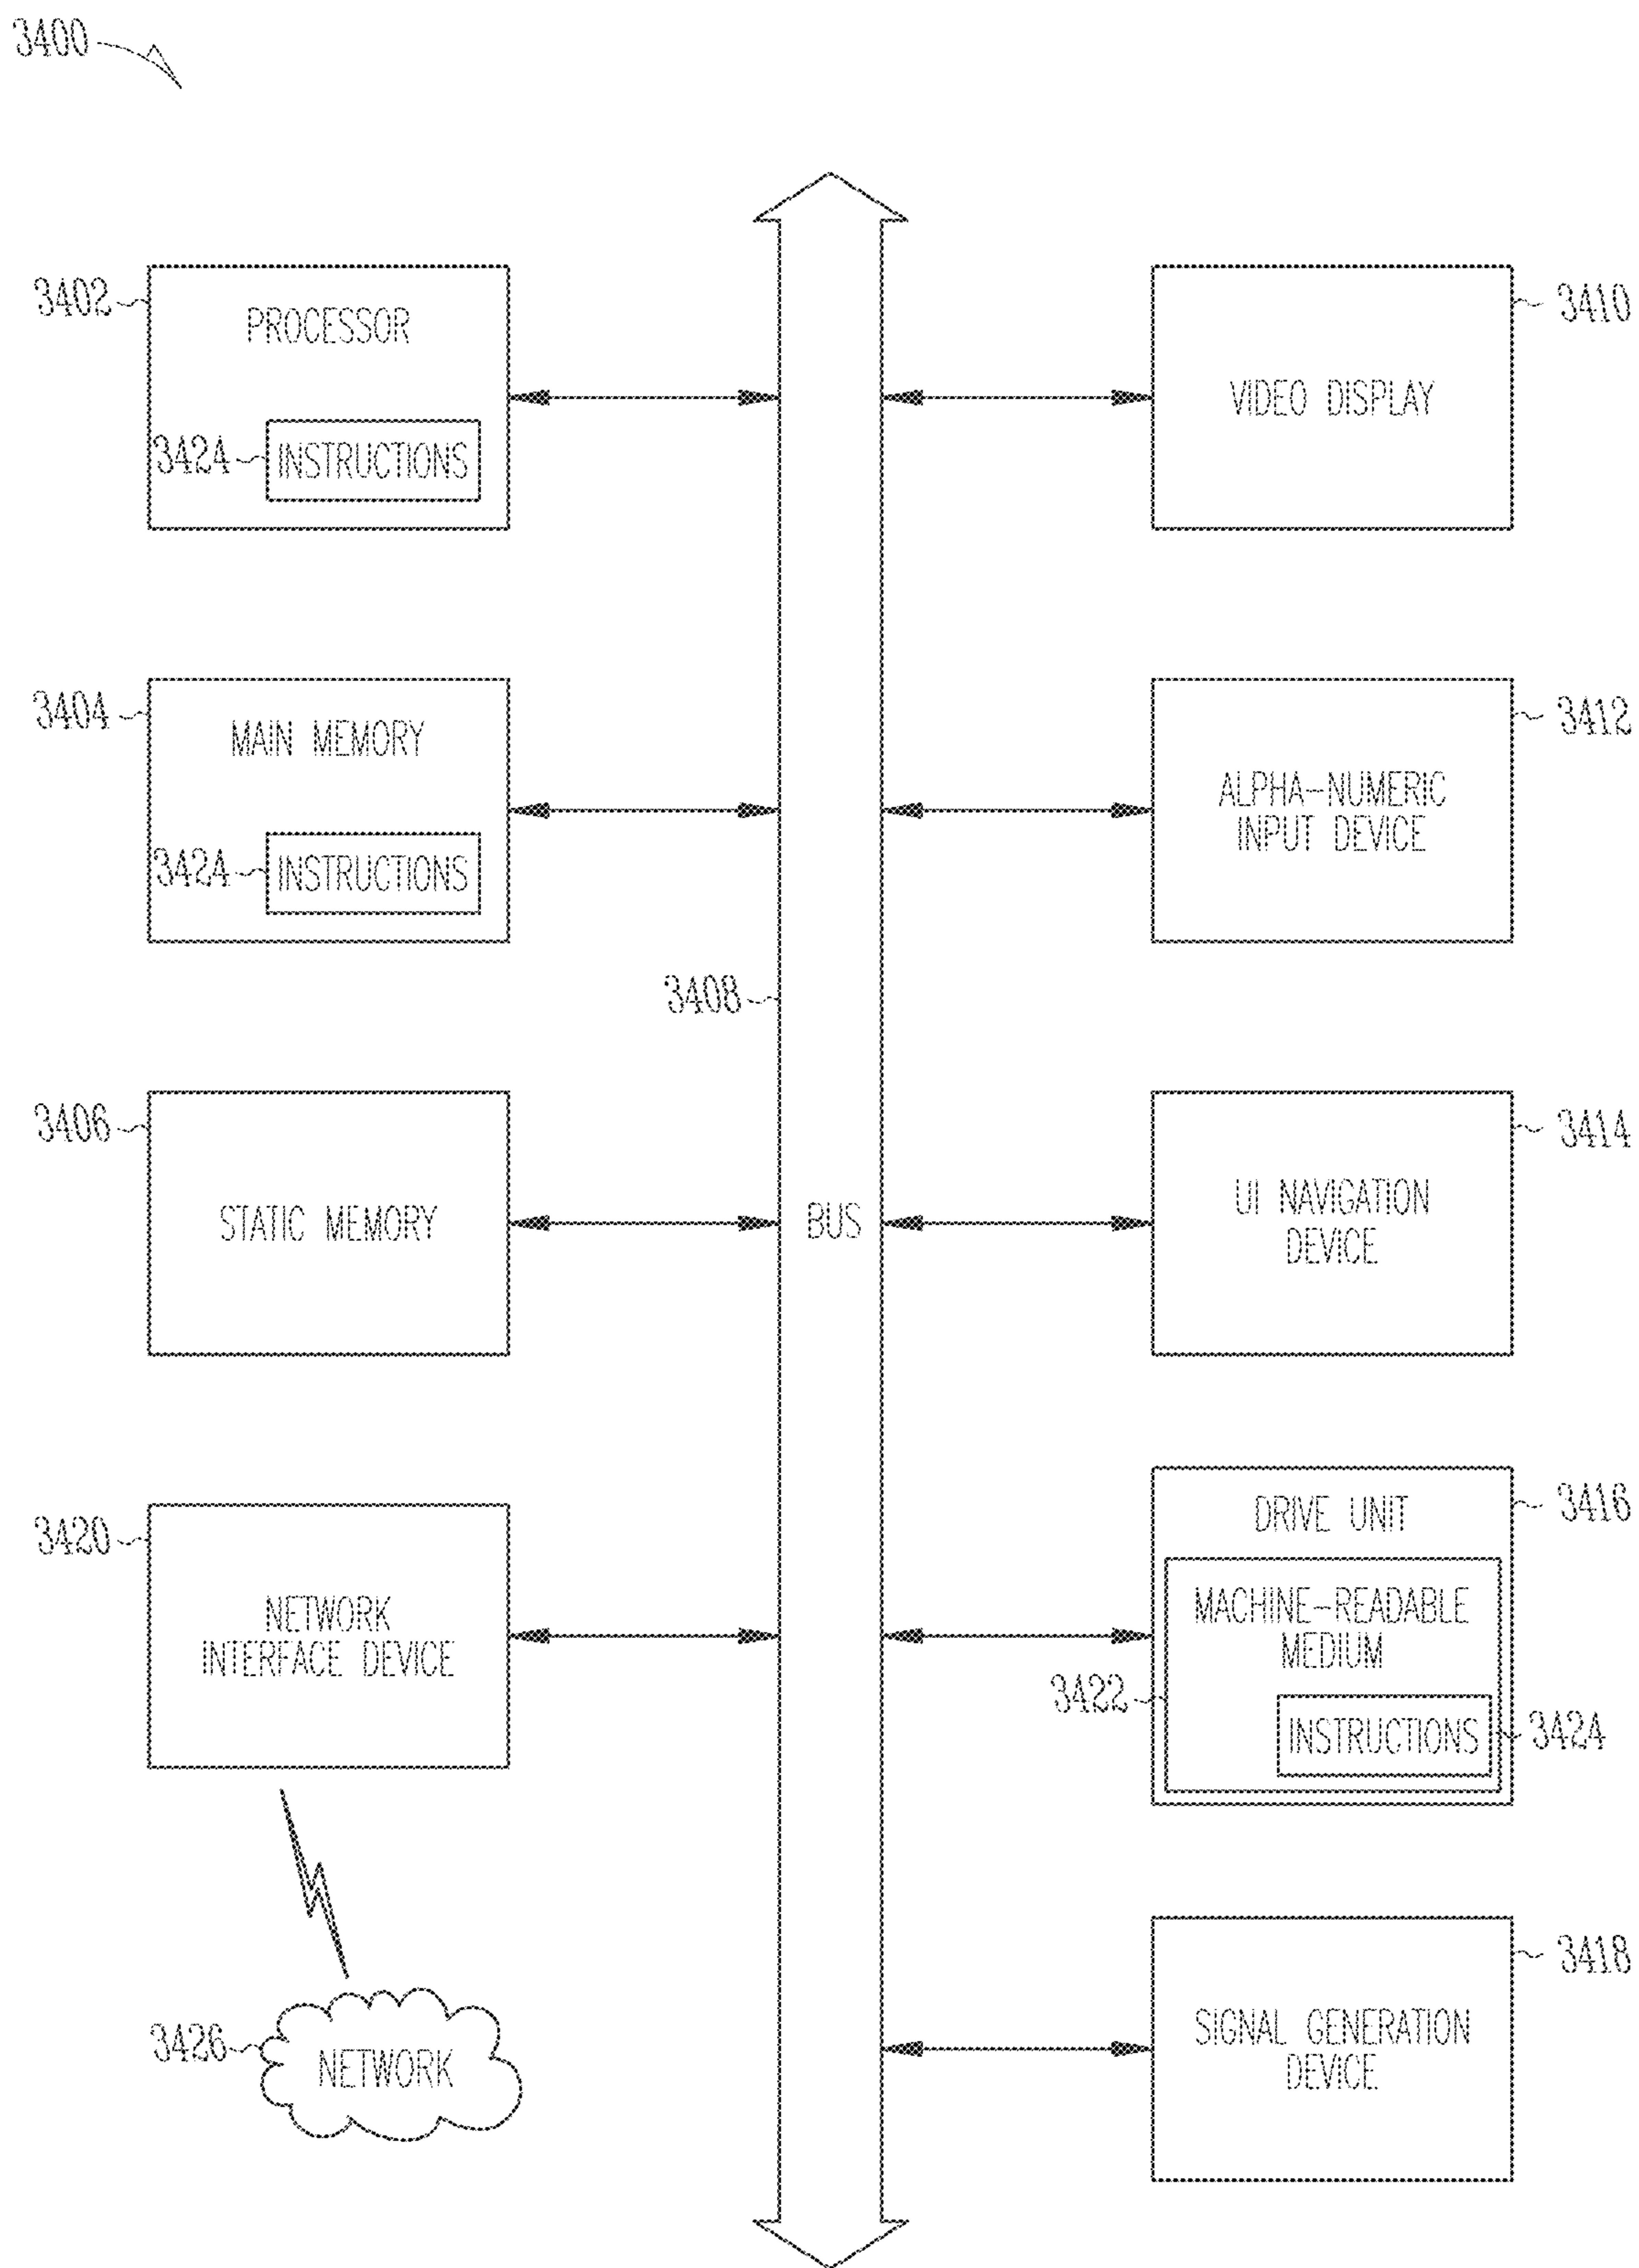 3400
3402
PROCESSOR
3424
INSTRUCTIONS
3404
MAIN MEMORY
3424
INSTRUCTIONS
3408
3406
STATIC MEMORY
BUS
3420
NETWORK
INTERFACE DEVICE
3426
NETWORK
3410
VIDEO DISPLAY
3412
ALPHA-NUMERIC
INPUT DEVICE
3414
UI NAVIGATION
DEVICE
3416
DRIVE UNIT
MACHINE-READABLE
MEDIUM
3422
INSTRUCTIONS
3424
3418
SIGNAL GENERATION
DEVICE